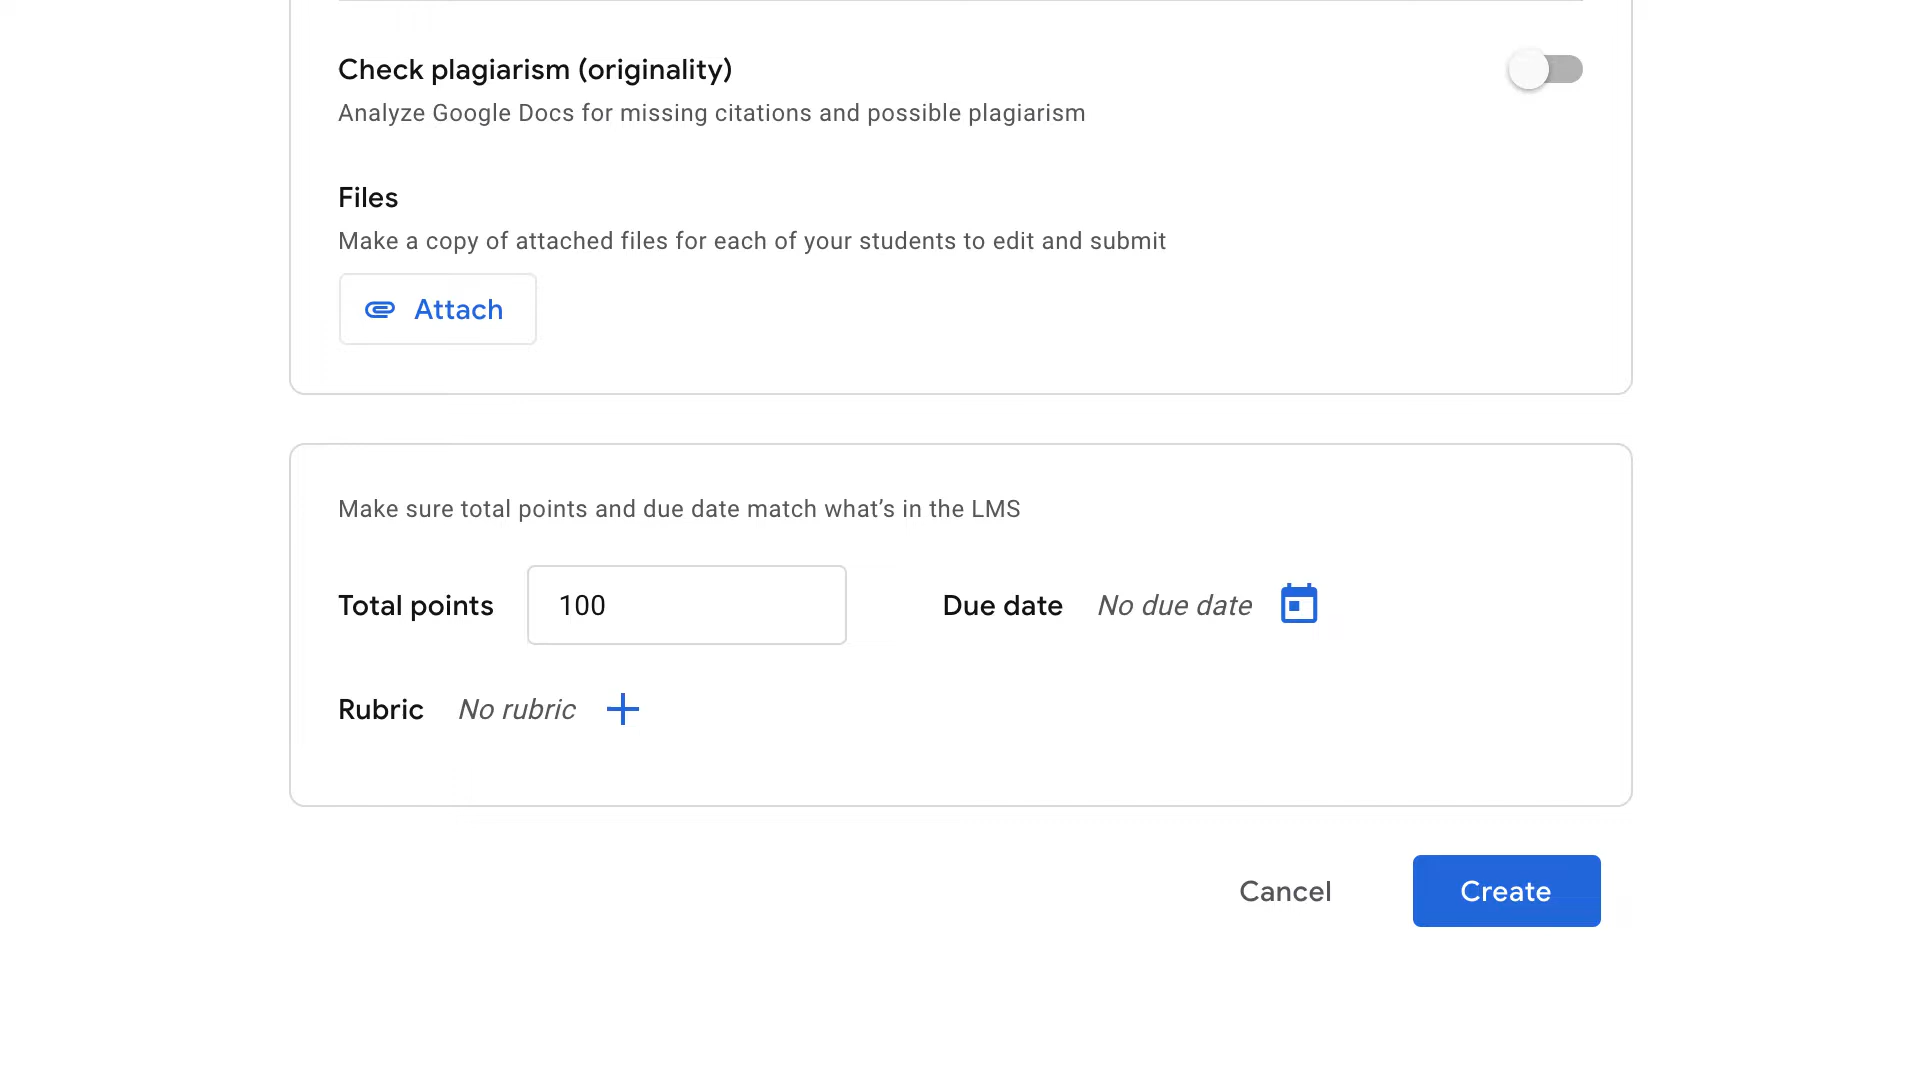 Check plagiarism (originality)
Analyze Google Docs for missing citations and possible plagiarism
Files
Make a copy of attached files for each of your students to edit and submit
Attach
Make sure total points and due date match what’s in the LMS
Total points 100 Due date No due date
Rubric No rubric
Cancel Create